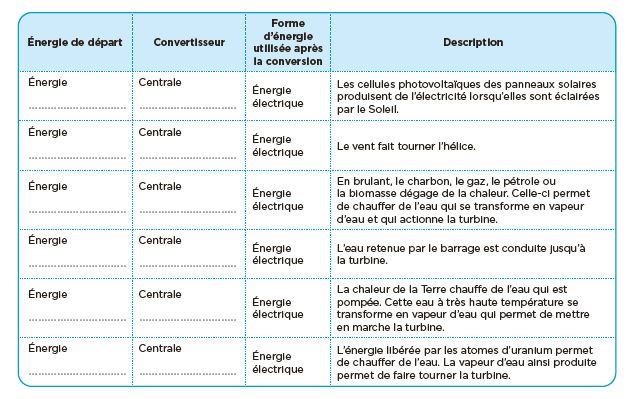 Énergie de départ
Convertisseur
Forme
d'énergie
utilisée après
la conversion
Description
Énergie
..............................
Centrale
..............................
Énergie
électrique
Les cellules photovoltaïques des panneaux solaires
produisent de l'électricité lorsqu'elles sont éclairées
par le Soleil.
Énergie
..............................
Centrale
..............................
Énergie
électrique
Le vent fait tourner l'hélice.
Énergie
..............................
Centrale
..............................
Énergie
électrique
En brulant, le charbon, le gaz, le pétrole ou
la biomasse dégage de la chaleur. Celle-ci permet
de chauffer de l'eau qui se transforme en vapeur
d'eau et qui actionne la turbine.
Énergie
..............................
Centrale
..............................
Énergie
électrique
L'eau retenue par le barrage est conduite jusqu'à
la turbine.
Énergie
..............................
Centrale
..............................
Énergie
électrique
La chaleur de la Terre chauffe de l'eau qui est
pompée. Cette eau à très haute température se
transforme en vapeur d'eau qui permet de mettre
en marche la turbine.
Énergie
..............................
Centrale
..............................
Énergie
électrique
L'énergie libérée par les atomes d'uranium permet
de chauffer de l'eau. La vapeur d'eau ainsi produite
permet de faire tourner la turbine.